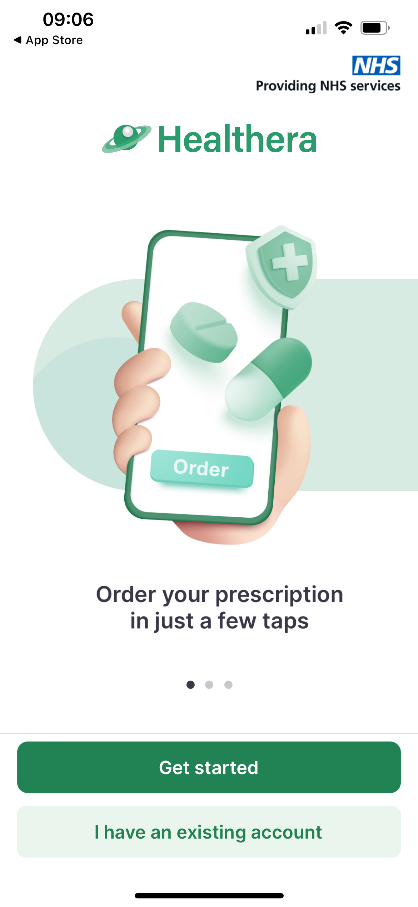 09:06
◀ App Store
NHS
Providing NHS services
Healthera
Order
Order your prescription
in just a few taps
Get started
I have an existing account